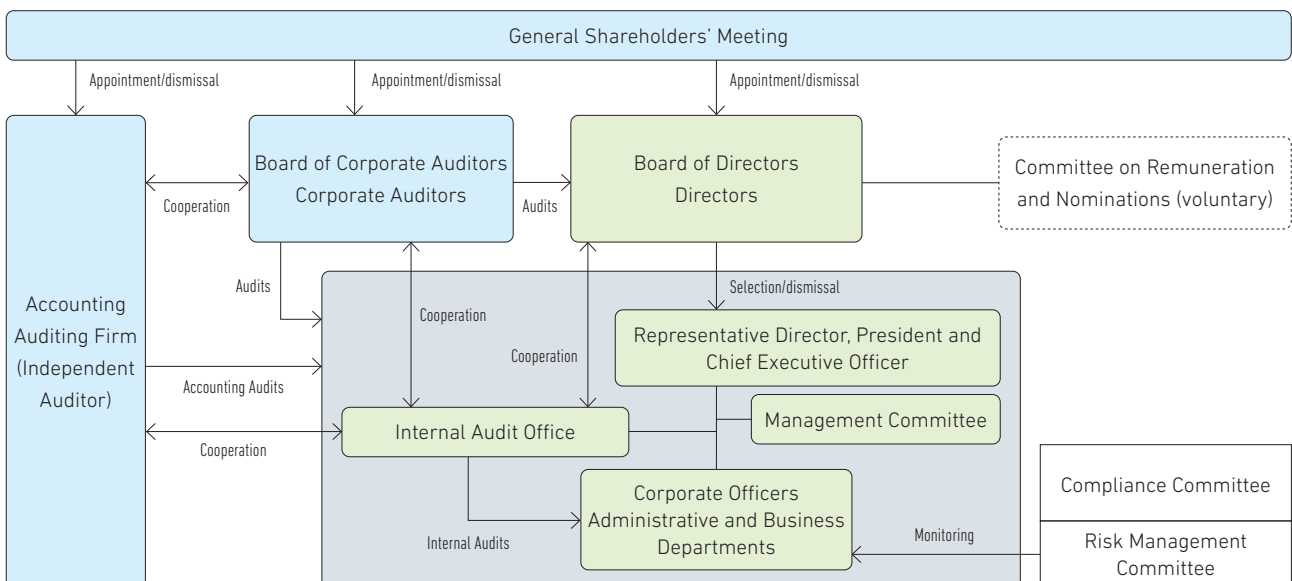 General Shareholders' Meeting
Appointment/dismissal
Appointment/dismissal
Appointment/dismissal
Board of Corporate Auditors
Corporate Auditors
Board of Directors
Directors
Committee on Remuneration
and Nominations (voluntary)
Cooperation
Audits
Audits
Cooperation
Cooperation
Selection/dismissal
Accounting
Auditing Firm
(Independent
Auditor)
Representative Director, President and
Chief Executive Officer
Accounting Audits
Management Committee
Internal Audit Office
Cooperation
Corporate Officers
Administrative and Business
Departments
Internal Audits
Monitoring
Compliance Committee
Risk Management
Committee